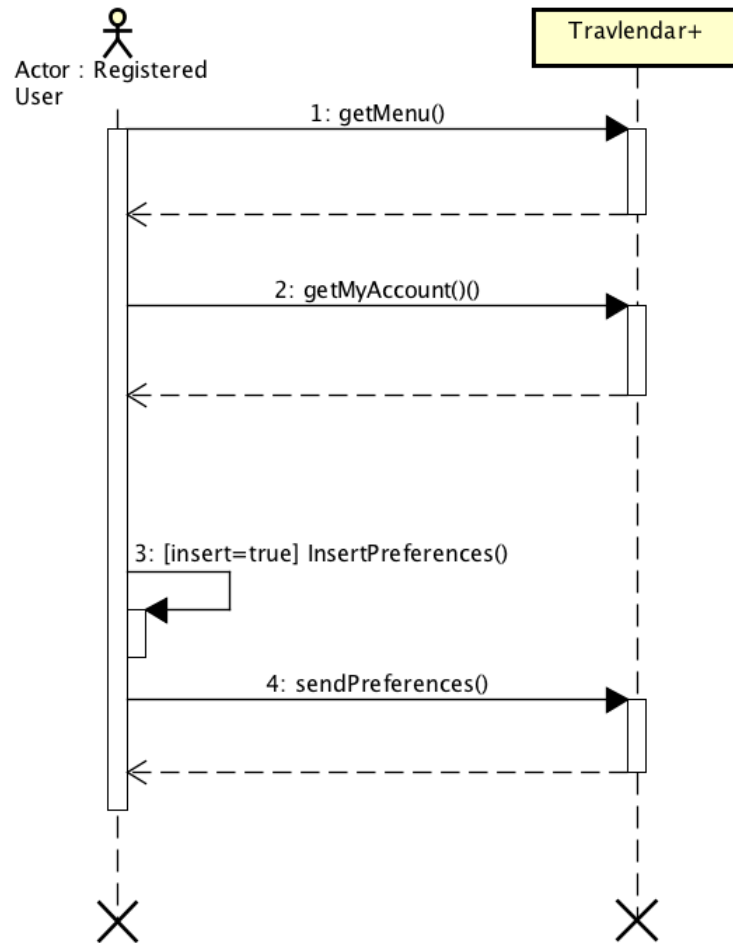 Travlendar+
Actor : Registered
User
1: getMenu()
2: getMyAccount()()
3: [insert=true] InsertPreferences()
4: sendPreferences()